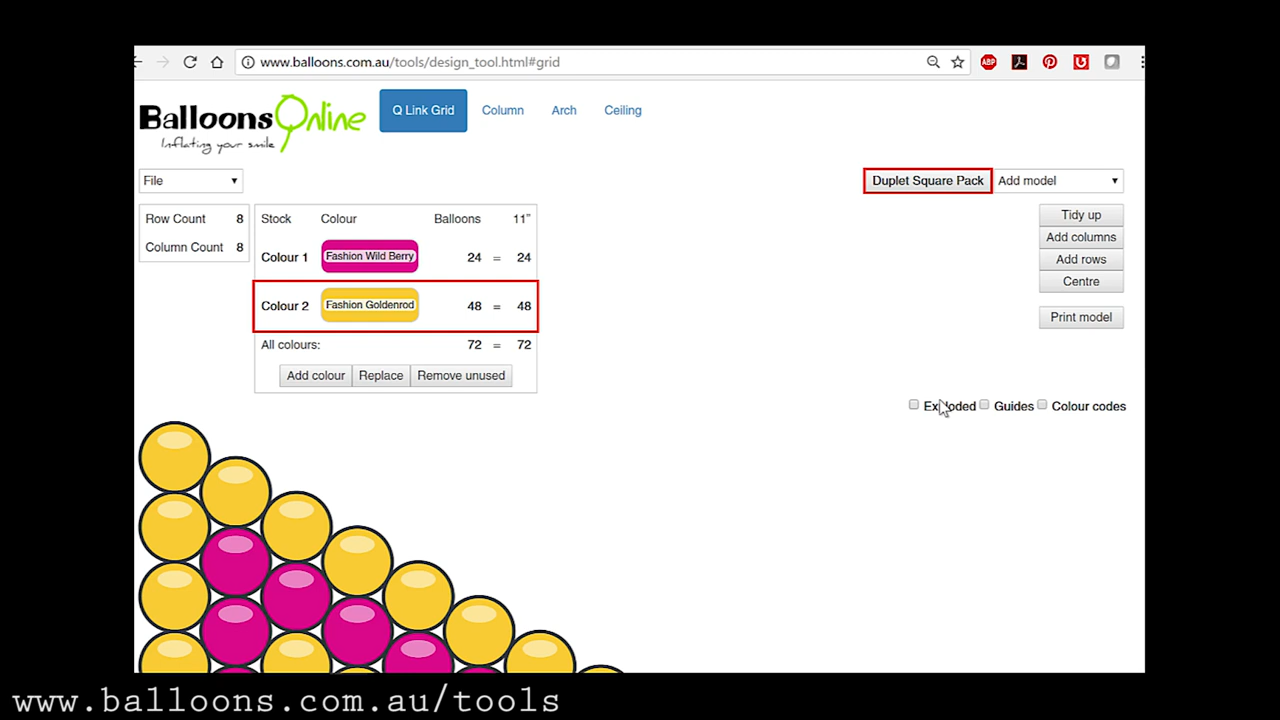 www.balloons.com.au/tools/design_tool.html#grid
ABP
BalloonsOnline
Inflating your smile
Q Link Grid Column Arch Ceiling
File
Duplet Square Pack Add model
Row Count 8
Column Count 8
Stock Colour Balloons 11”
Colour 1 Fashion Wild Berry 24 = 24
Colour 2 Fashion Goldenrod 48 = 48
All colours: 72 = 72
Add colour Replace Remove unused
Tidy up
Add columns
Add rows
Centre
Print model
Exploded Guides Colour codes
www.balloons.com.au/tools